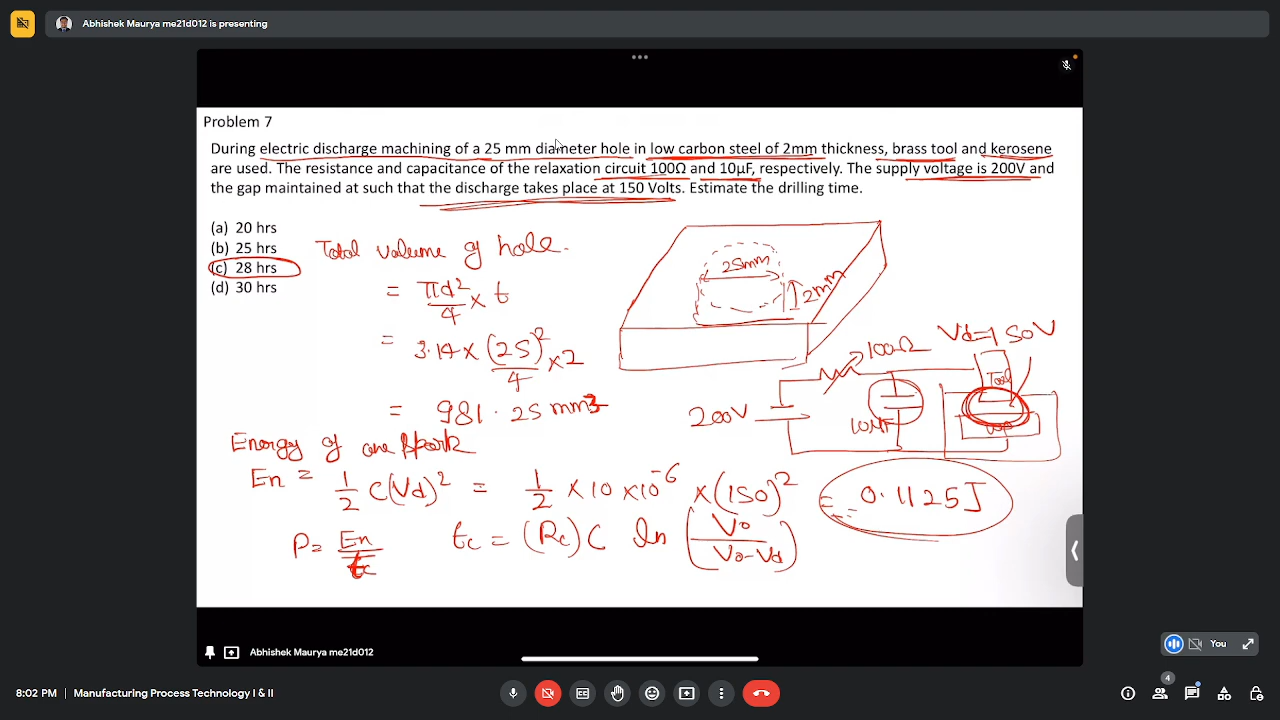 Abhishek Maurya me21d012 is presenting
Problem 7
During electric discharge machining of a 25 mm diameter hole in low carbon steel of 2mm thickness, brass tool and kerosene
are used. The resistance and capacitance of the relaxation circuit 100Ω and 10µF, respectively. The supply voltage is 200V and
the gap maintained at such that the discharge takes place at 150 Volts. Estimate the drilling time.
(a) 20 hrs
(b) 25 hrs
(c) 28 hrs
(d) 30 hrs
Total volume of hole.
= πd²/4 × t
= 3.14 × (25)²/4 × 2
= 981.25 mm3
25mm
2mm
Vd=150V
100Ω
Tool
200V
10µF
wp
Energy of one Spark
En = 1/2 C(Vd)² = 1/2 × 10 × 10⁻⁶ × (150)² = 0.1125J
P = En/tc
tc = (Rc) C ln (Vo/(Vo-Vd))
Abhishek Maurya me21d012
You
8:02 PM | Manufacturing Process Technology I & II
4